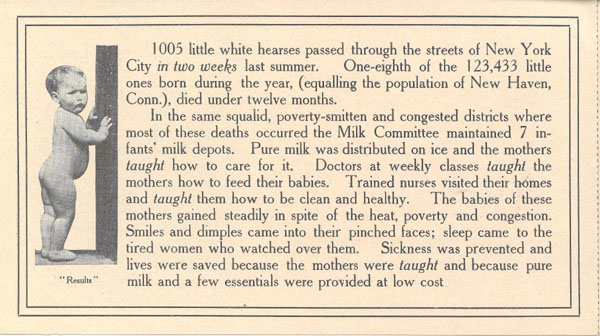 1005 little white hearses passed through the streets of New York
City in two weeks last summer. One-eighth of the 123,433 little
ones born during the year, (equalling the population of New Haven,
Conn.), died under twelve months.
In the same squalid, poverty-smitten and congested districts where
most of these deaths occurred the Milk Committee maintained 7 in-
fants' milk depots. Pure milk was distributed on ice and the mothers
taught how to care for it. Doctors at weekly classes taught the
mothers how to feed their babies. Trained nurses visited their homes
and taught them how to be clean and healthy. The babies of these
mothers gained steadily in spite of the heat, poverty and congestion.
Smiles and dimples came into their pinched faces; sleep came to the
tired women who watched over them. Sickness was prevented and
lives were saved because the mothers were taught and because pure
milk and a few essentials were provided at low cost
"Results"